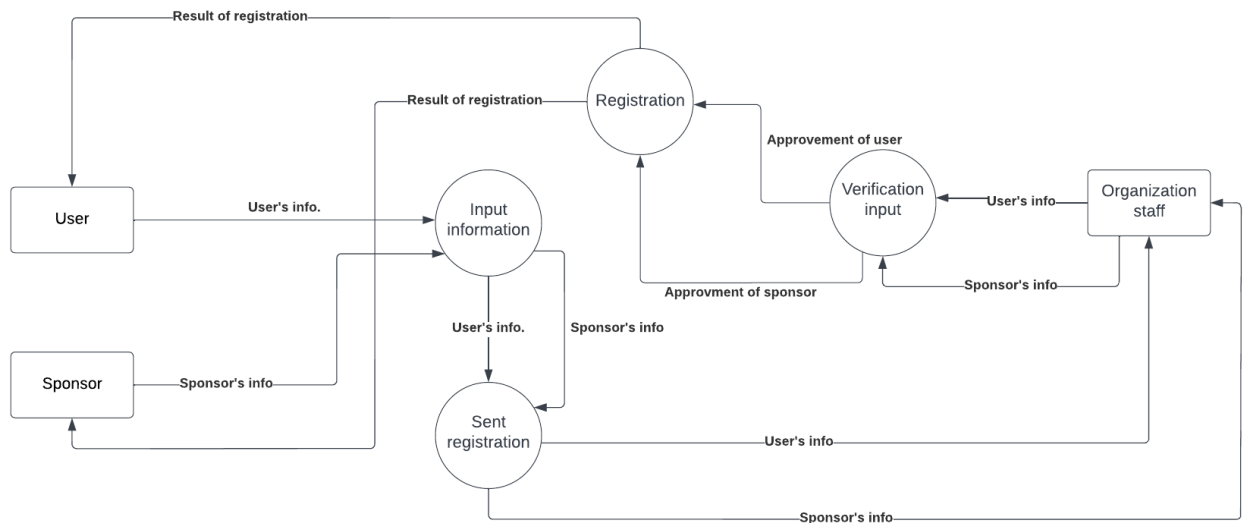 Result of registration
Registration
Result of registration
Approvement of user
Verification
input
Organization
staff
User's info
User
User's info.
Input
information
Sponsor's info
Approvment of sponsor
User's info.
Sponsor's info
Sponsor
Sponsor's info
Sent
registration
User's info
Sponsor's info